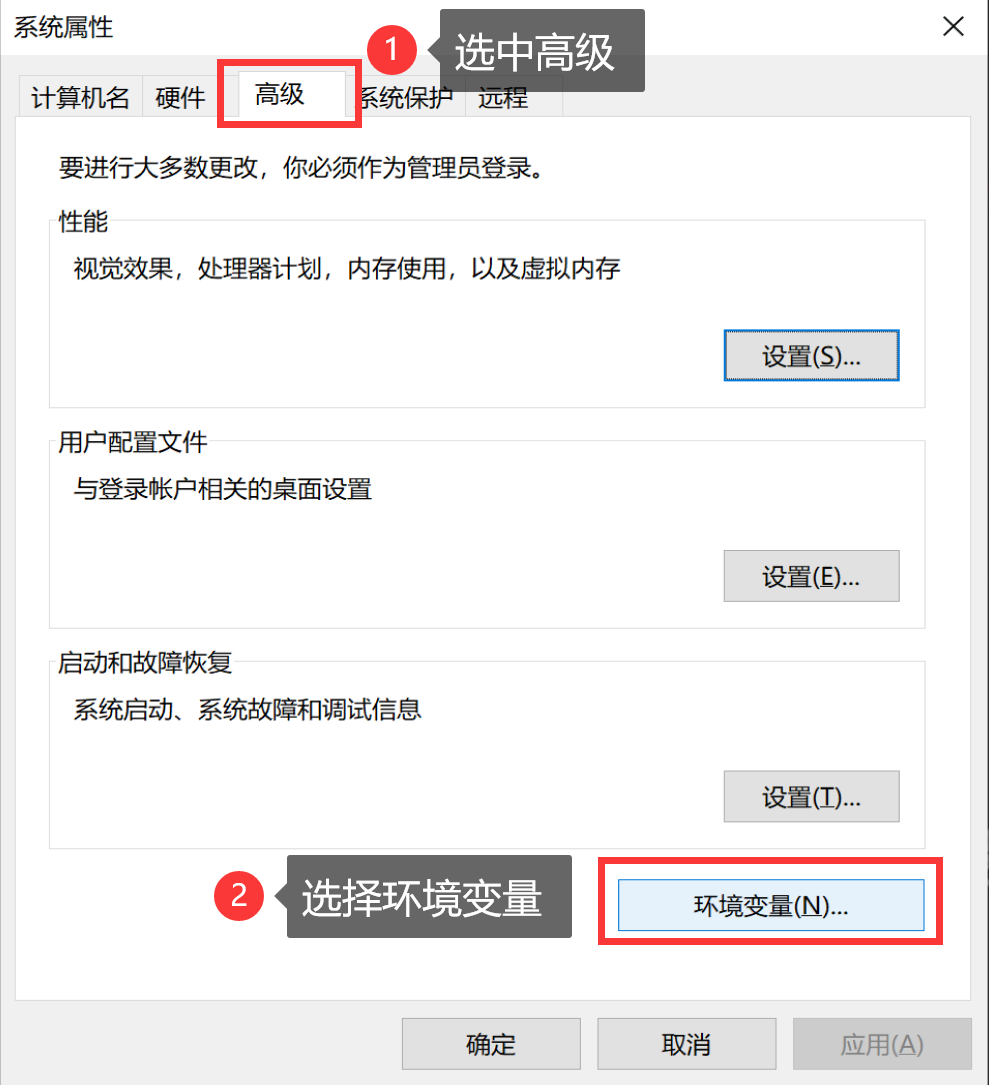 系统属性
1 选中高级
计算机名 硬件 高级 系统保护 远程
要进行大多数更改，你必须作为管理员登录。
性能
视觉效果，处理器计划，内存使用，以及虚拟内存
设置(S)...
用户配置文件
与登录帐户相关的桌面设置
设置(E)...
启动和故障恢复
系统启动、系统故障和调试信息
设置(T)...
2 选择环境变量 环境变量(N)...
确定 取消 应用(A)